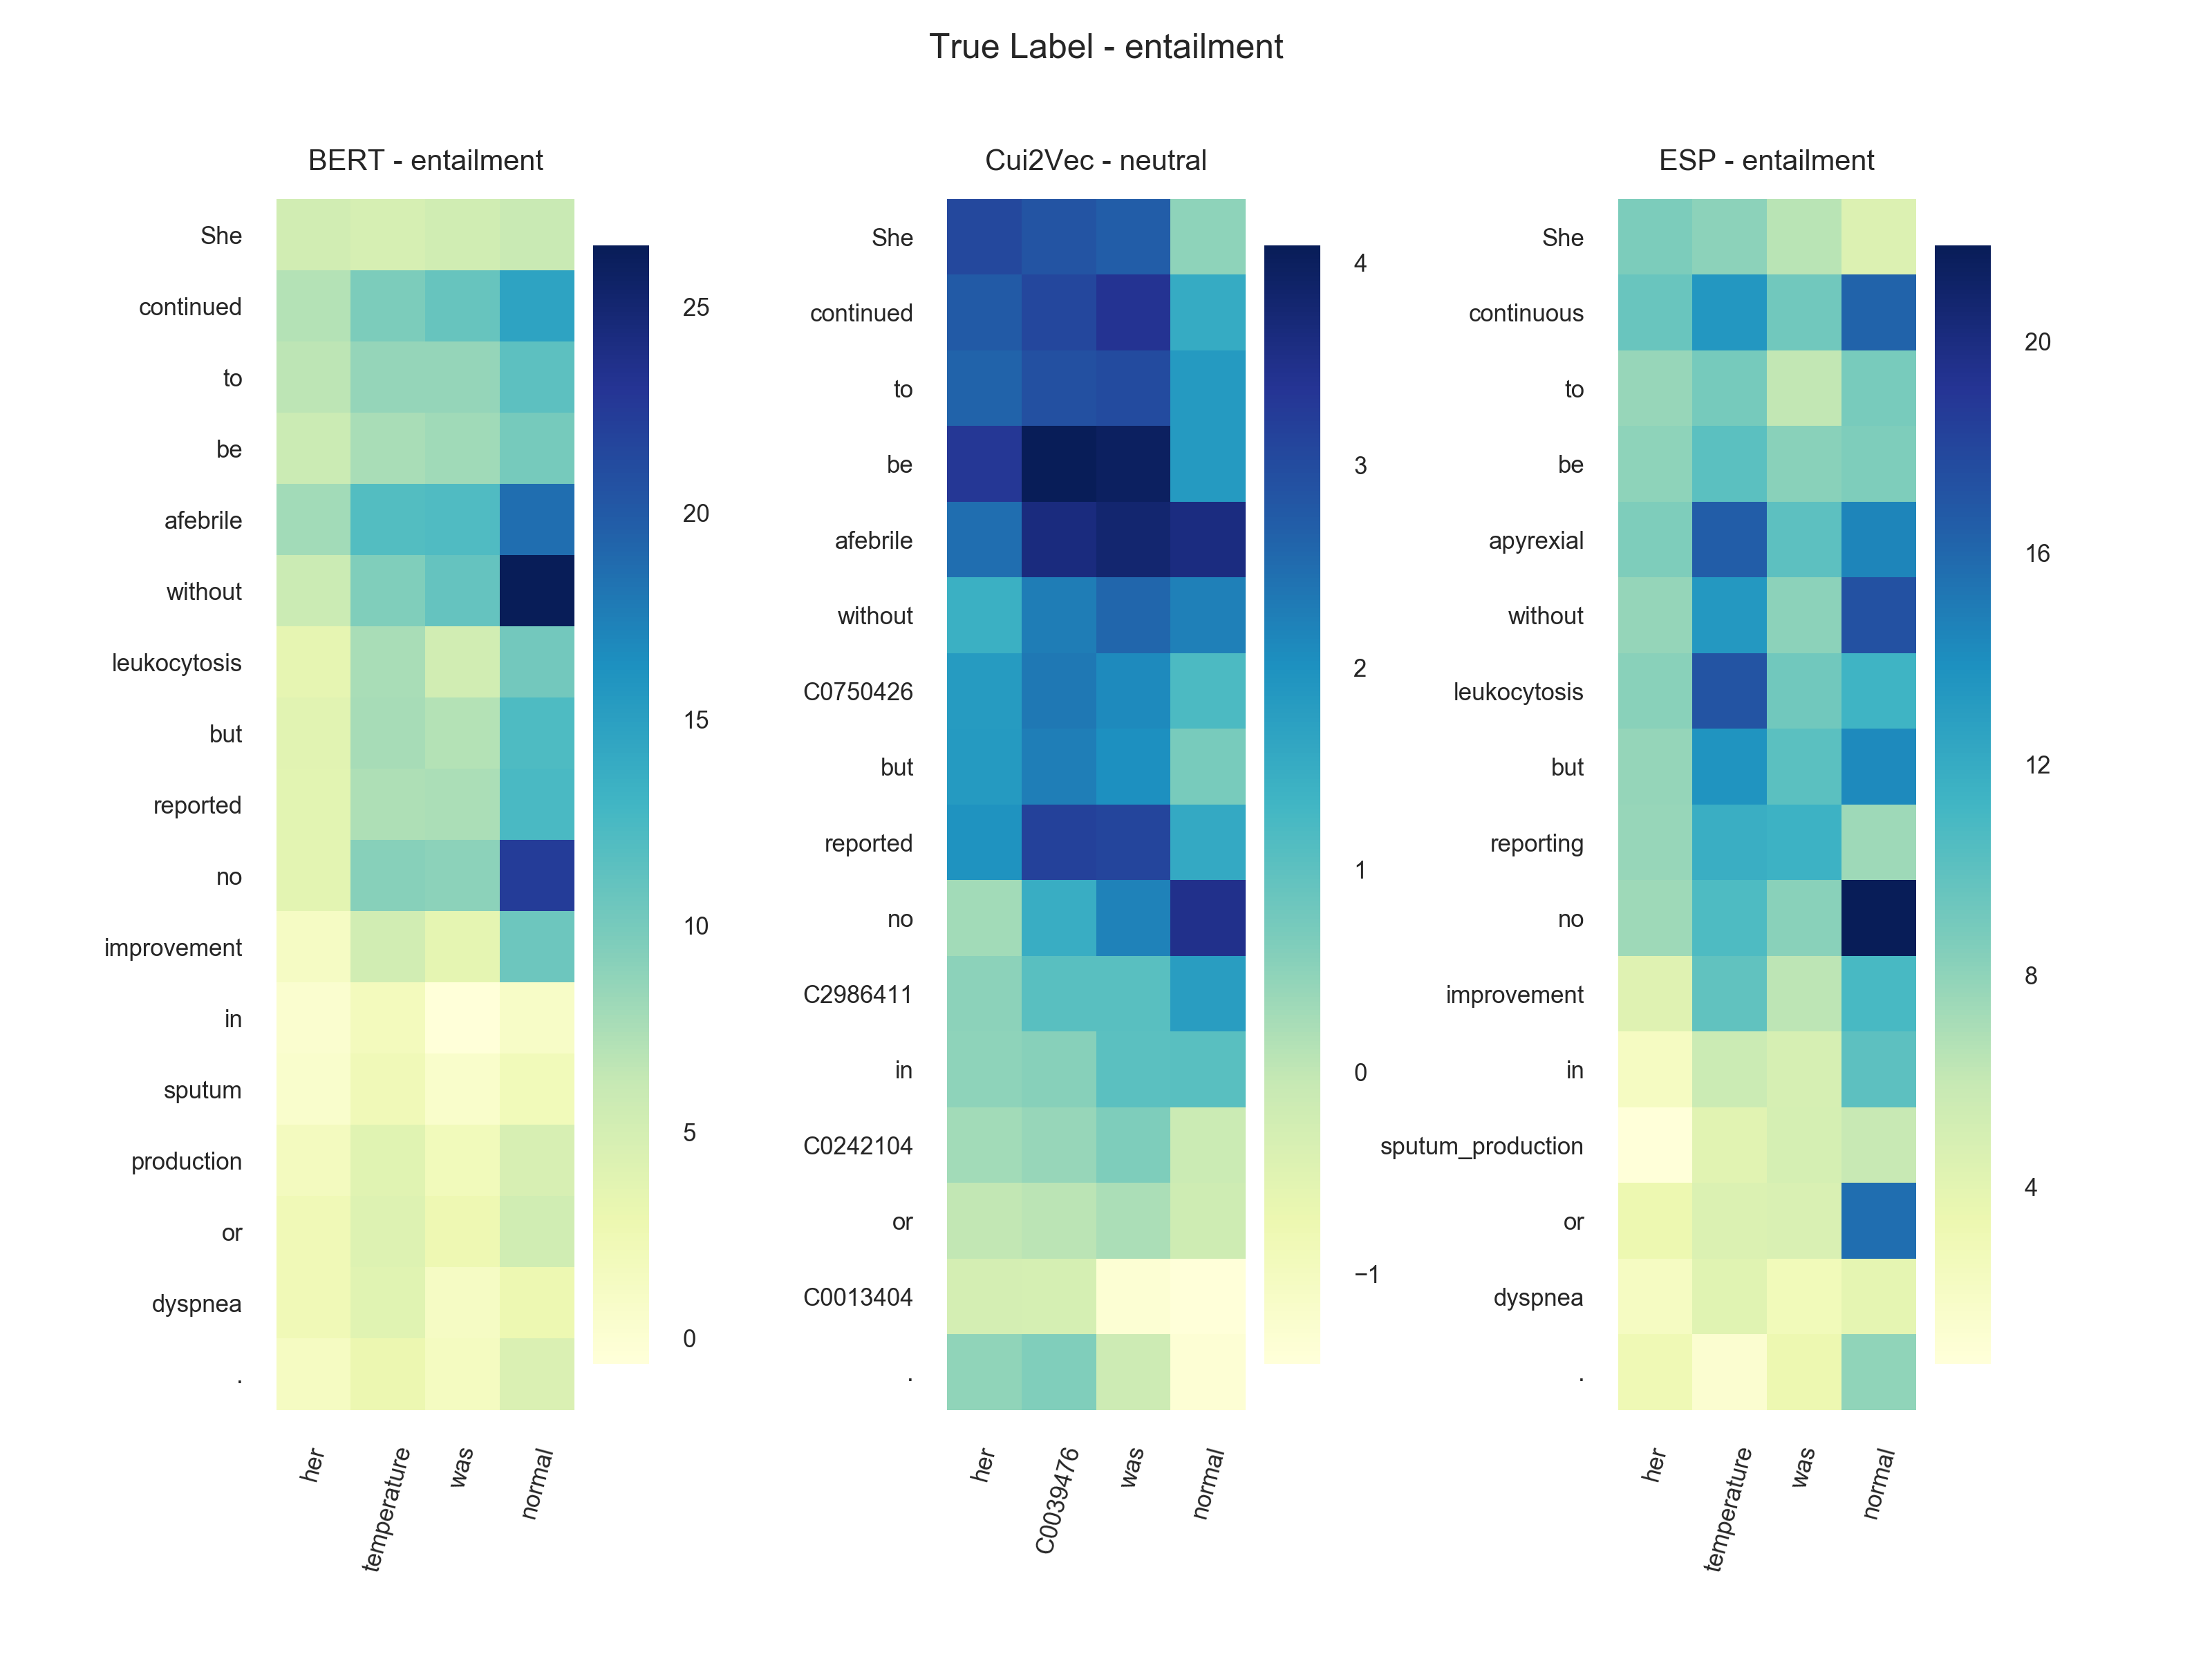 True Label - entailment
BERT - entailment
She
continued
to
be
afebrile
without
leukocytosis
but
reported
no
improvement
in
sputum
production
or
dyspnea
.
her
temperature
was
normal
25
20
15
10
5
0
Cui2Vec - neutral
She
continued
to
be
afebrile
without
C0750426
but
reported
no
C2986411
in
C0242104
or
C0013404
.
her
C0039476
was
normal
4
3
2
1
0
−1
ESP - entailment
She
continuous
to
be
apyrexial
without
leukocytosis
but
reporting
no
improvement
in
sputum_production
or
dyspnea
.
her
temperature
was
normal
20
16
12
8
4